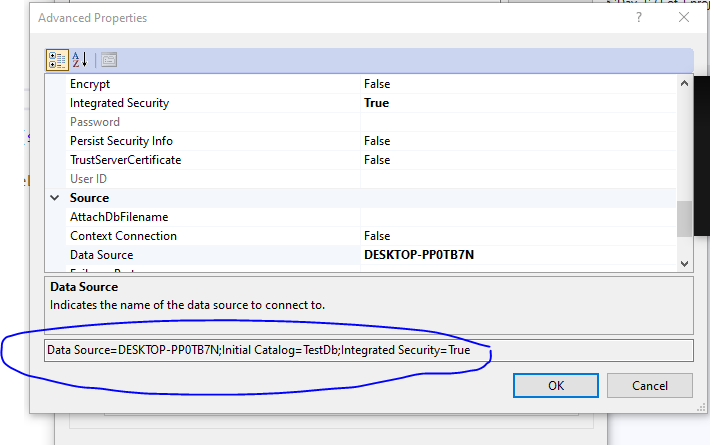 Advanced Properties
?
Encrypt False
Integrated Security True
Password
Persist Security Info False
TrustServerCertificate False
User ID
Source
AttachDbFilename
Context Connection False
Data Source DESKTOP-PP0TB7N
Data Source
Indicates the name of the data source to connect to.
Data Source=DESKTOP-PP0TB7N;Initial Catalog=TestDb;Integrated Security=True
OK Cancel